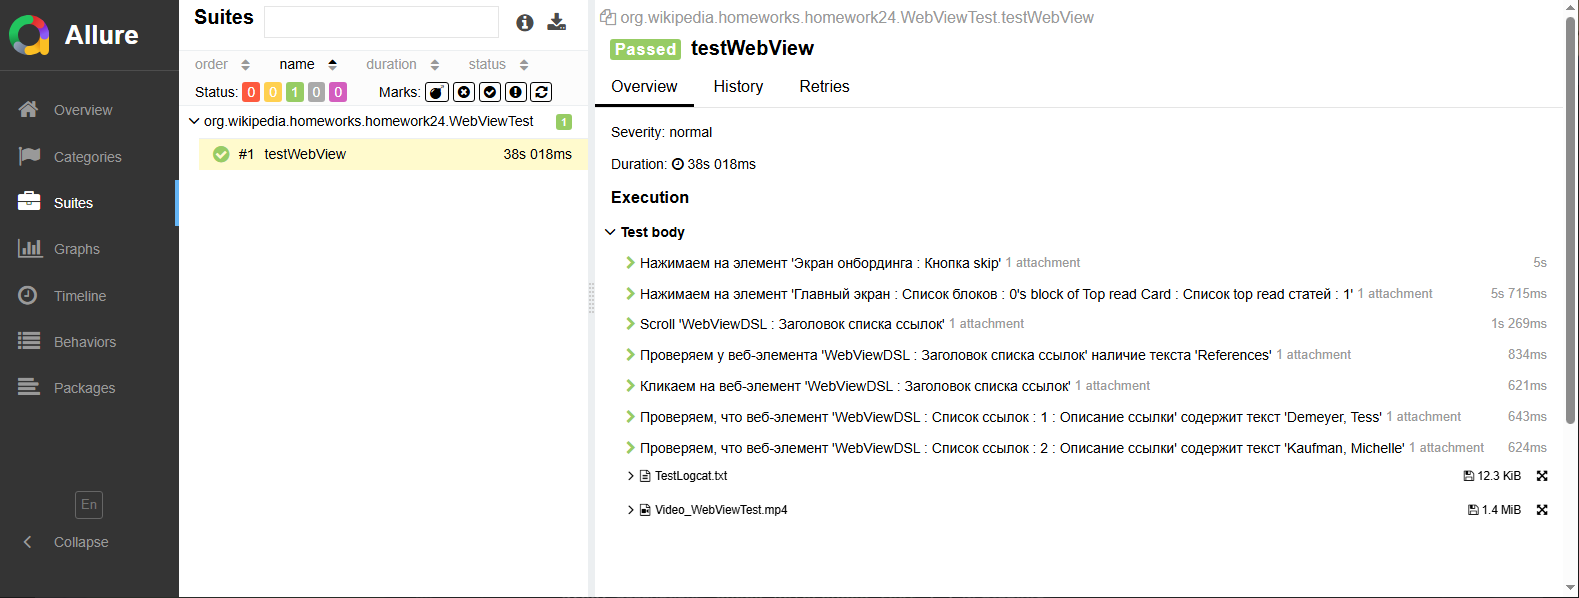 Allure
Overview
Categories
Suites
Graphs
Timeline
Behaviors
Packages
En
Collapse
Suites
order name duration status
Status: 0 0 1 0 0 Marks:
org.wikipedia.homeworks.homework24.WebViewTest 1
#1 testWebView 38s 018ms
org.wikipedia.homeworks.homework24.WebViewTest.testWebView
Passed testWebView
Overview History Retries
Severity: normal
Duration: 38s 018ms
Execution
Test body
Нажимаем на элемент 'Экран онбординга : Кнопка skip' 1 attachment 5s
Нажимаем на элемент 'Главный экран : Список блоков : 0's block of Top read Card : Список top read статей : 1' 1 attachment 5s 715ms
Scroll 'WebViewDSL : Заголовок списка ссылок' 1 attachment 1s 269ms
Проверяем у веб-элемента 'WebViewDSL : Заголовок списка ссылок' наличие текста 'References' 1 attachment 834ms
Кликаем на веб-элемент 'WebViewDSL : Заголовок списка ссылок' 1 attachment 621ms
Проверяем, что веб-элемент 'WebViewDSL : Список ссылок : 1 : Описание ссылки' содержит текст 'Demeyer, Tess' 1 attachment 643ms
Проверяем, что веб-элемент 'WebViewDSL : Список ссылок : 2 : Описание ссылки' содержит текст 'Kaufman, Michelle' 1 attachment 624ms
TestLogcat.txt 12.3 KiB
Video_WebViewTest.mp4 1.4 MiB